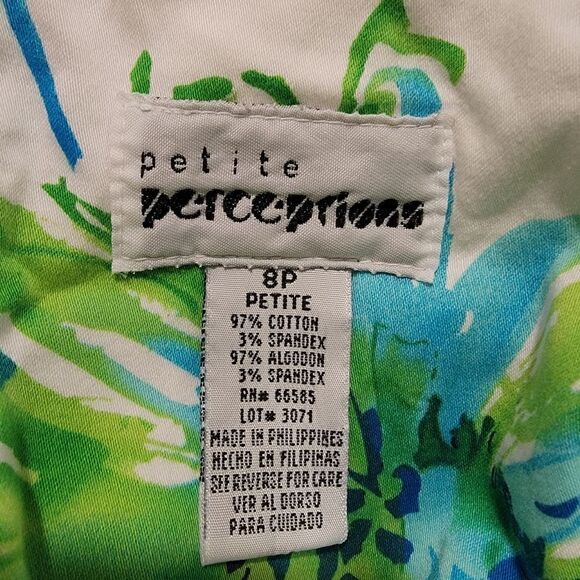 petite
perceptions
8P
PETITE
97% COTTON
3% SPANDEX
97% ALGODON
3% SPANDEX
RN# 66585
LOT# 3071
MADE IN PHILIPPINES
HECHO EN FILIPINAS
SEE REVERSE FOR CARE
VER AL DORSO
PARA CUIDADO